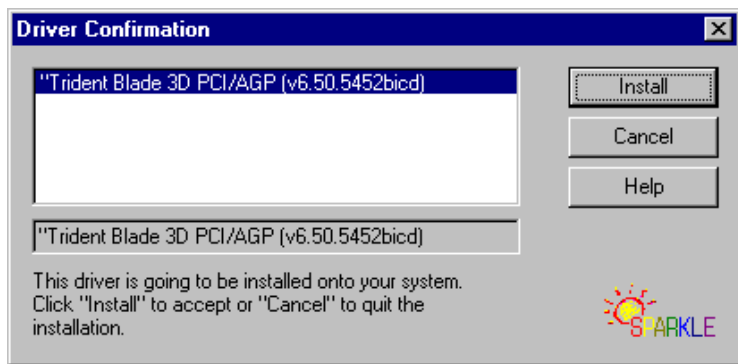 Driver Confirmation
"Trident Blade 3D PCI/AGP (v6.50.5452bicd)
Install
Cancel
Help
"Trident Blade 3D PCI/AGP (v6.50.5452bicd)
This driver is going to be installed onto your system.
Click "Install" to accept or "Cancel" to quit the
installation.
SPARKLE